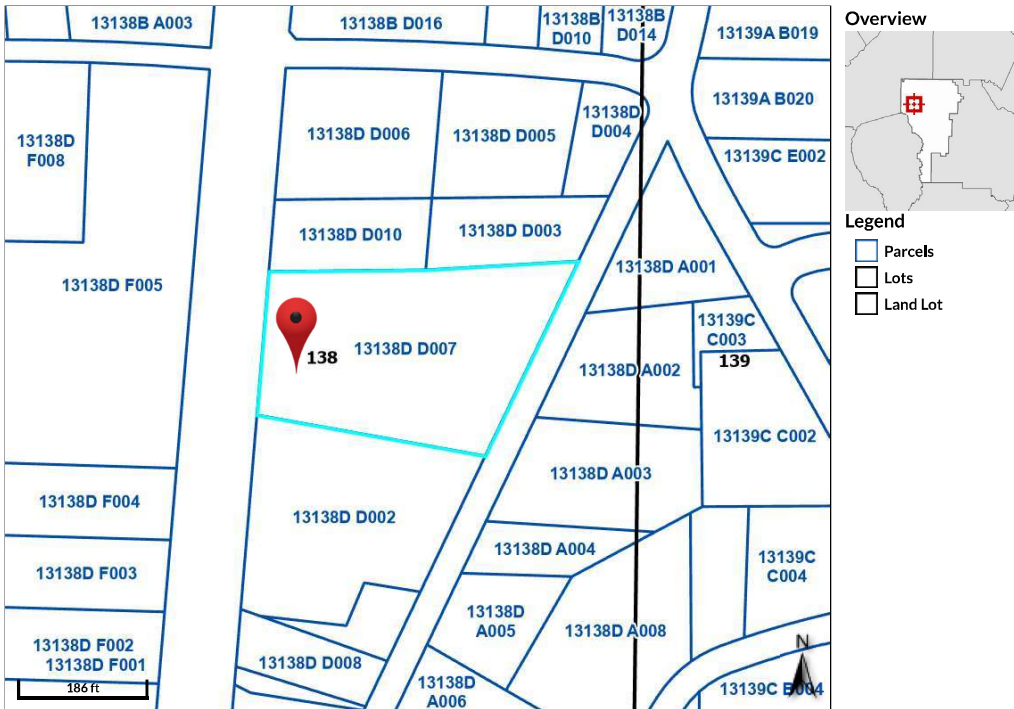 13138B A003
13138B D016
13138B
D010
13138B
D014
13139A B019
13139A B020
13138D
F008
13138D D006
13138D D005
13138D
D004
13139C E002
13138D D010
13138D D003
13138D F005
13138D A001
13139C
C003
138
13138D D007
139
13138D A002
13139C C002
13138D A003
13138D F004
13138D D002
13138D A004
13139C
C004
13138D F003
13138D
A005
13138D A008
13138D F002
13138D F001
13138D D008
13138D
A006
13139C B004
186 ft
N
Overview
Legend
Parcels
Lots
Land Lot